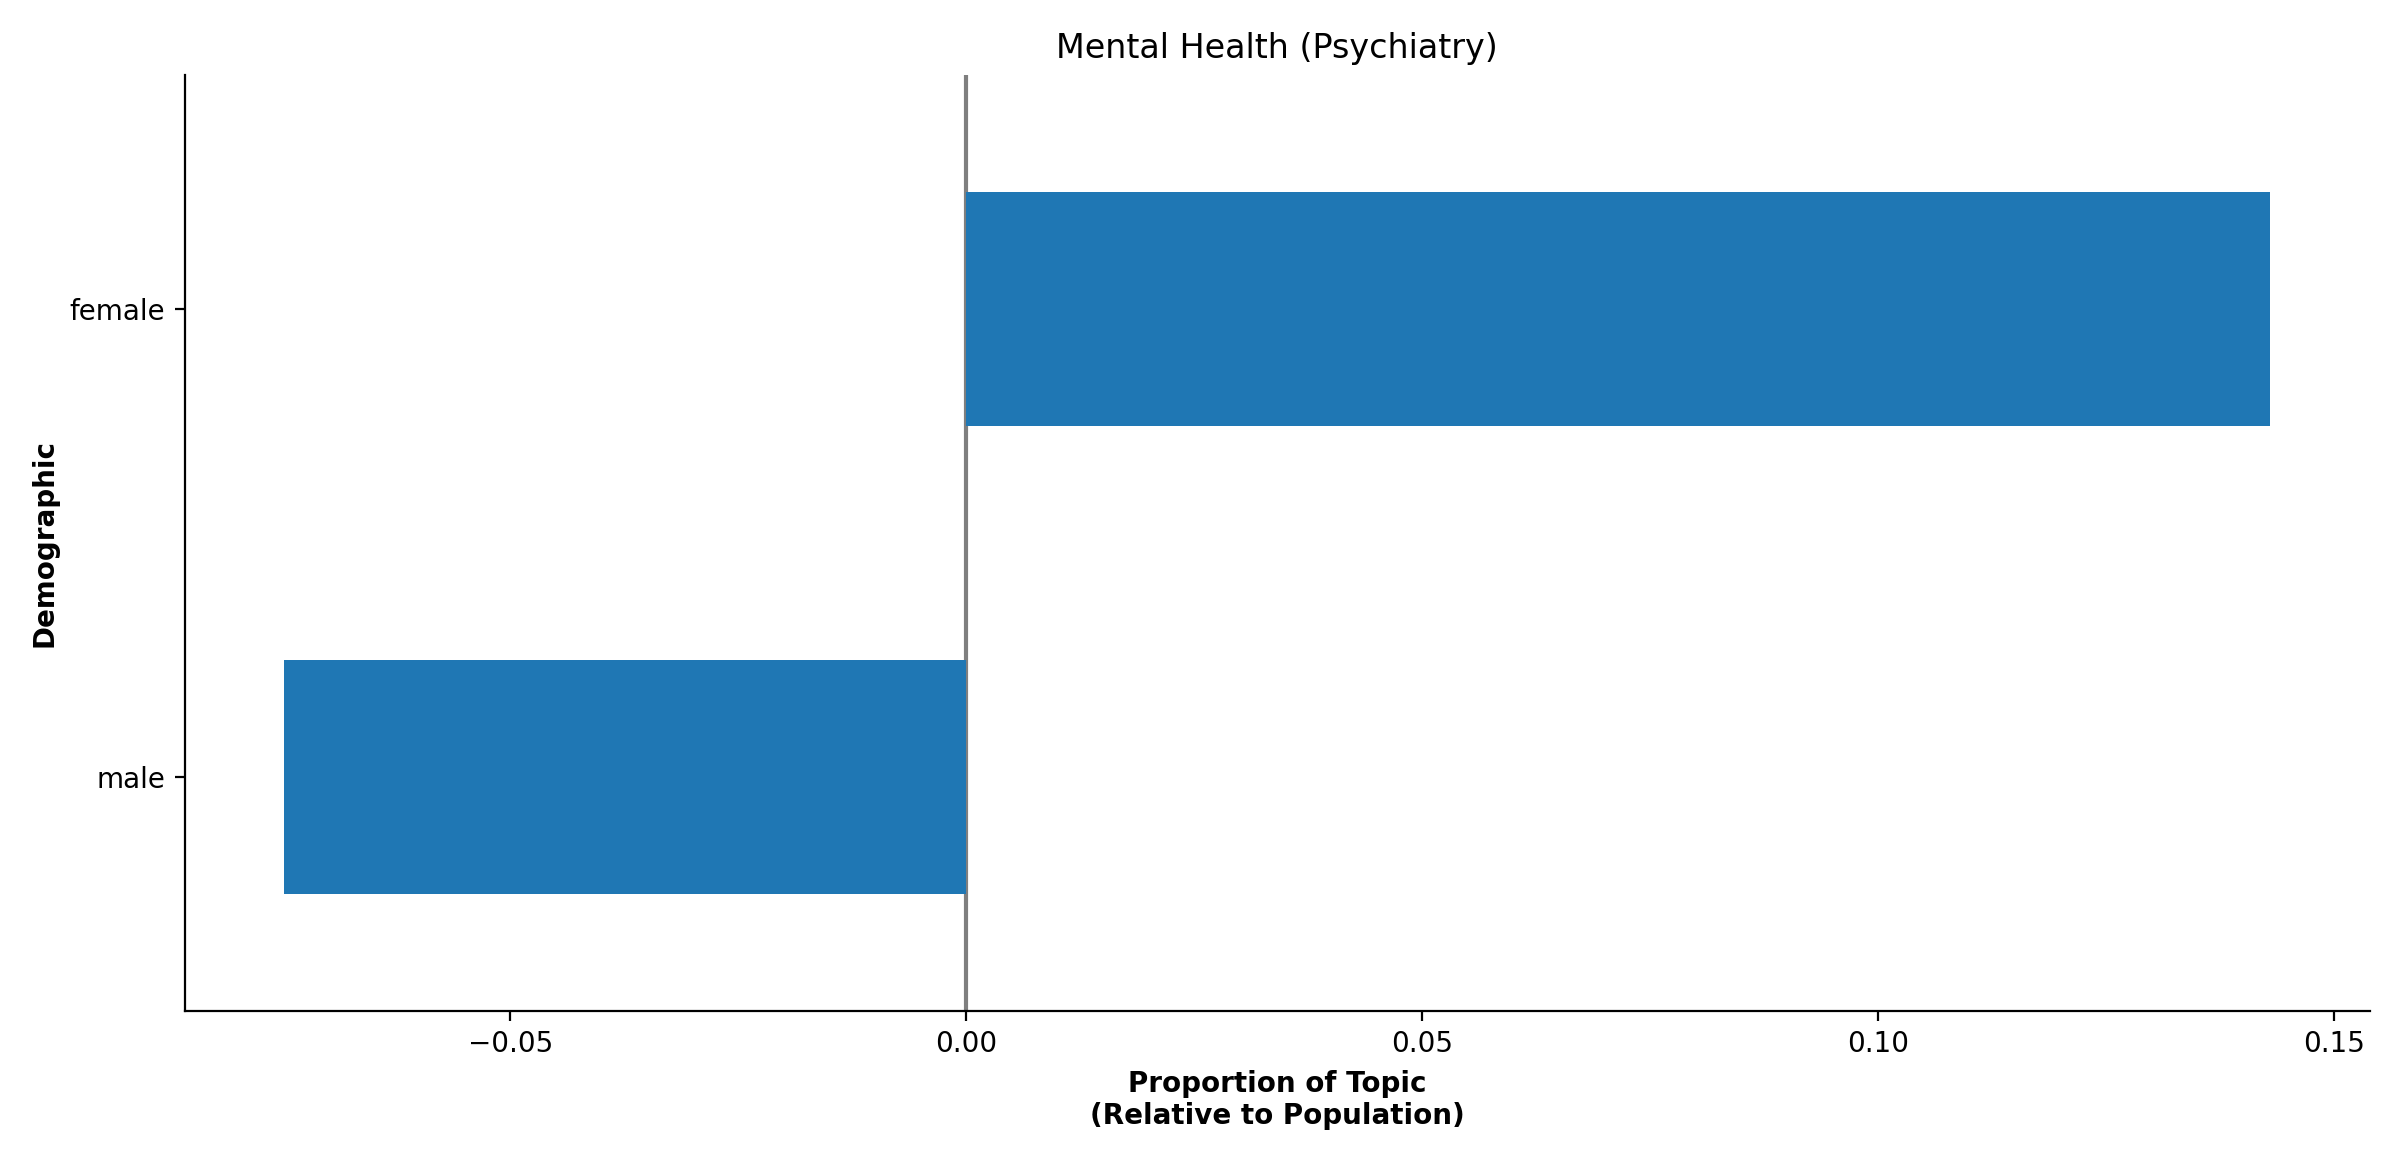 Mental Health (Psychiatry)
female
male
Demographic
−0.05
0.00
0.05
0.10
0.15
Proportion of Topic
(Relative to Population)